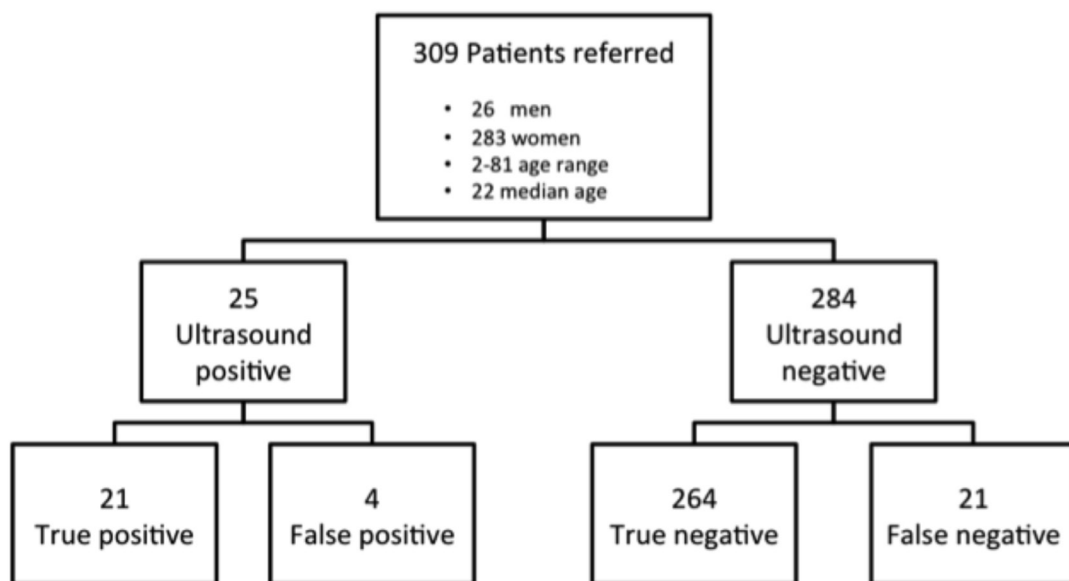 309 Patients referred
• 26 men
• 283 women
• 2-81 age range
• 22 median age
25
Ultrasound
positive
284
Ultrasound
negative
21
True positive
4
False positive
264
True negative
21
False negative